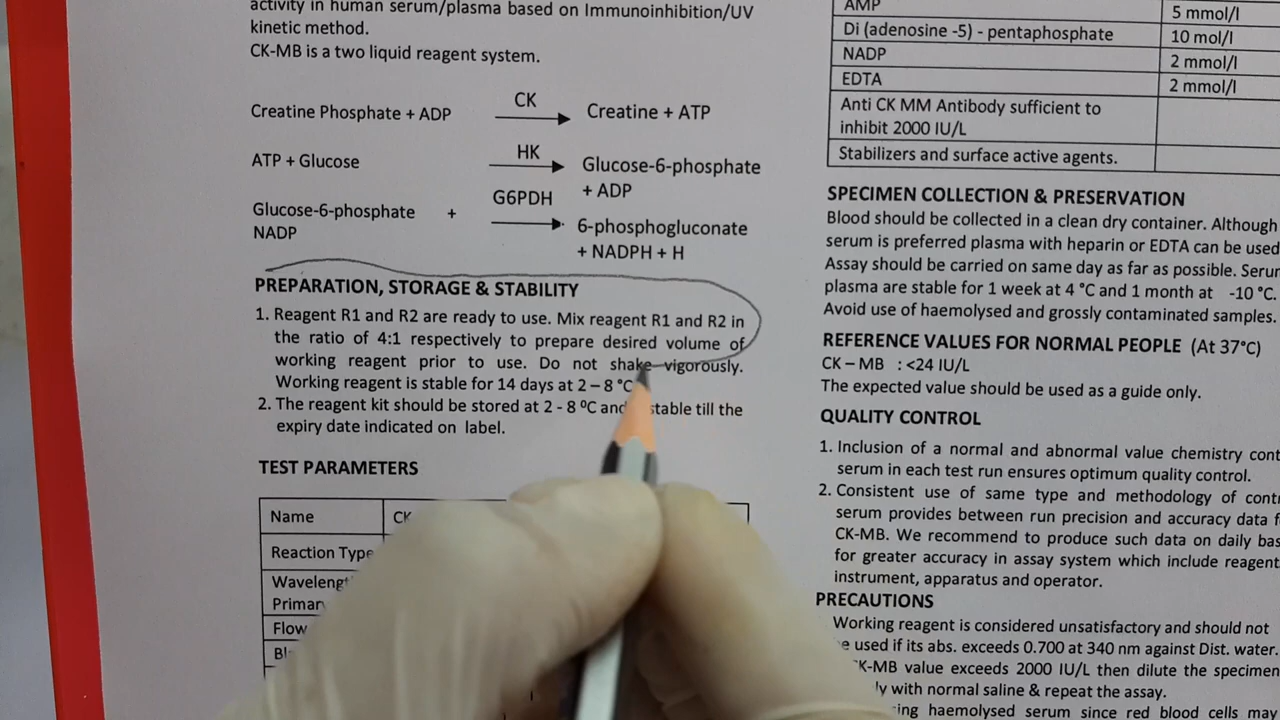 activity in human serum/plasma based on Immunoinhibition/UV
kinetic method.
CK-MB is a two liquid reagent system.
Creatine Phosphate + ADP CK Creatine + ATP
ATP + Glucose HK Glucose-6-phosphate
+ ADP
Glucose-6-phosphate + G6PDH 6-phosphogluconate
NADP + NADPH + H
PREPARATION, STORAGE & STABILITY
1. Reagent R1 and R2 are ready to use. Mix reagent R1 and R2 in
the ratio of 4:1 respectively to prepare desired volume of
working reagent prior to use. Do not shake vigorously.
Working reagent is stable for 14 days at 2 – 8 °C
2. The reagent kit should be stored at 2 - 8 ⁰C and stable till the
expiry date indicated on label.
TEST PARAMETERS
Name CK
Reaction Type
Primar
Flow
AMP 5 mmol/l
Di (adenosine -5) - pentaphosphate 10 mol/l
NADP 2 mmol/l
EDTA 2 mmol/l
Anti CK MM Antibody sufficient to
inhibit 2000 IU/L
Stabilizers and surface active agents.
SPECIMEN COLLECTION & PRESERVATION
Blood should be collected in a clean dry container. Although
serum is preferred plasma with heparin or EDTA can be used
Assay should be carried on same day as far as possible. Seru
plasma are stable for 1 week at 4 °C and 1 month at -10 °C.
Avoid use of haemolysed and grossly contaminated samples.
REFERENCE VALUES FOR NORMAL PEOPLE (At 37°C)
CK – MB : <24 IU/L
The expected value should be used as a guide only.
QUALITY CONTROL
1. Inclusion of a normal and abnormal value chemistry cont
serum in each test run ensures optimum quality control.
2. Consistent use of same type and methodology of contr
serum provides between run precision and accuracy data f
CK-MB. We recommend to produce such data on daily bas
for greater accuracy in assay system which include reagent
instrument, apparatus and operator.
PRECAUTIONS
Working reagent is considered unsatisfactory and should not
e used if its abs. exceeds 0.700 at 340 nm against Dist. water.
K-MB value exceeds 2000 IU/L then dilute the specimen
ly with normal saline & repeat the assay.
ing haemolysed serum since red blood cells may